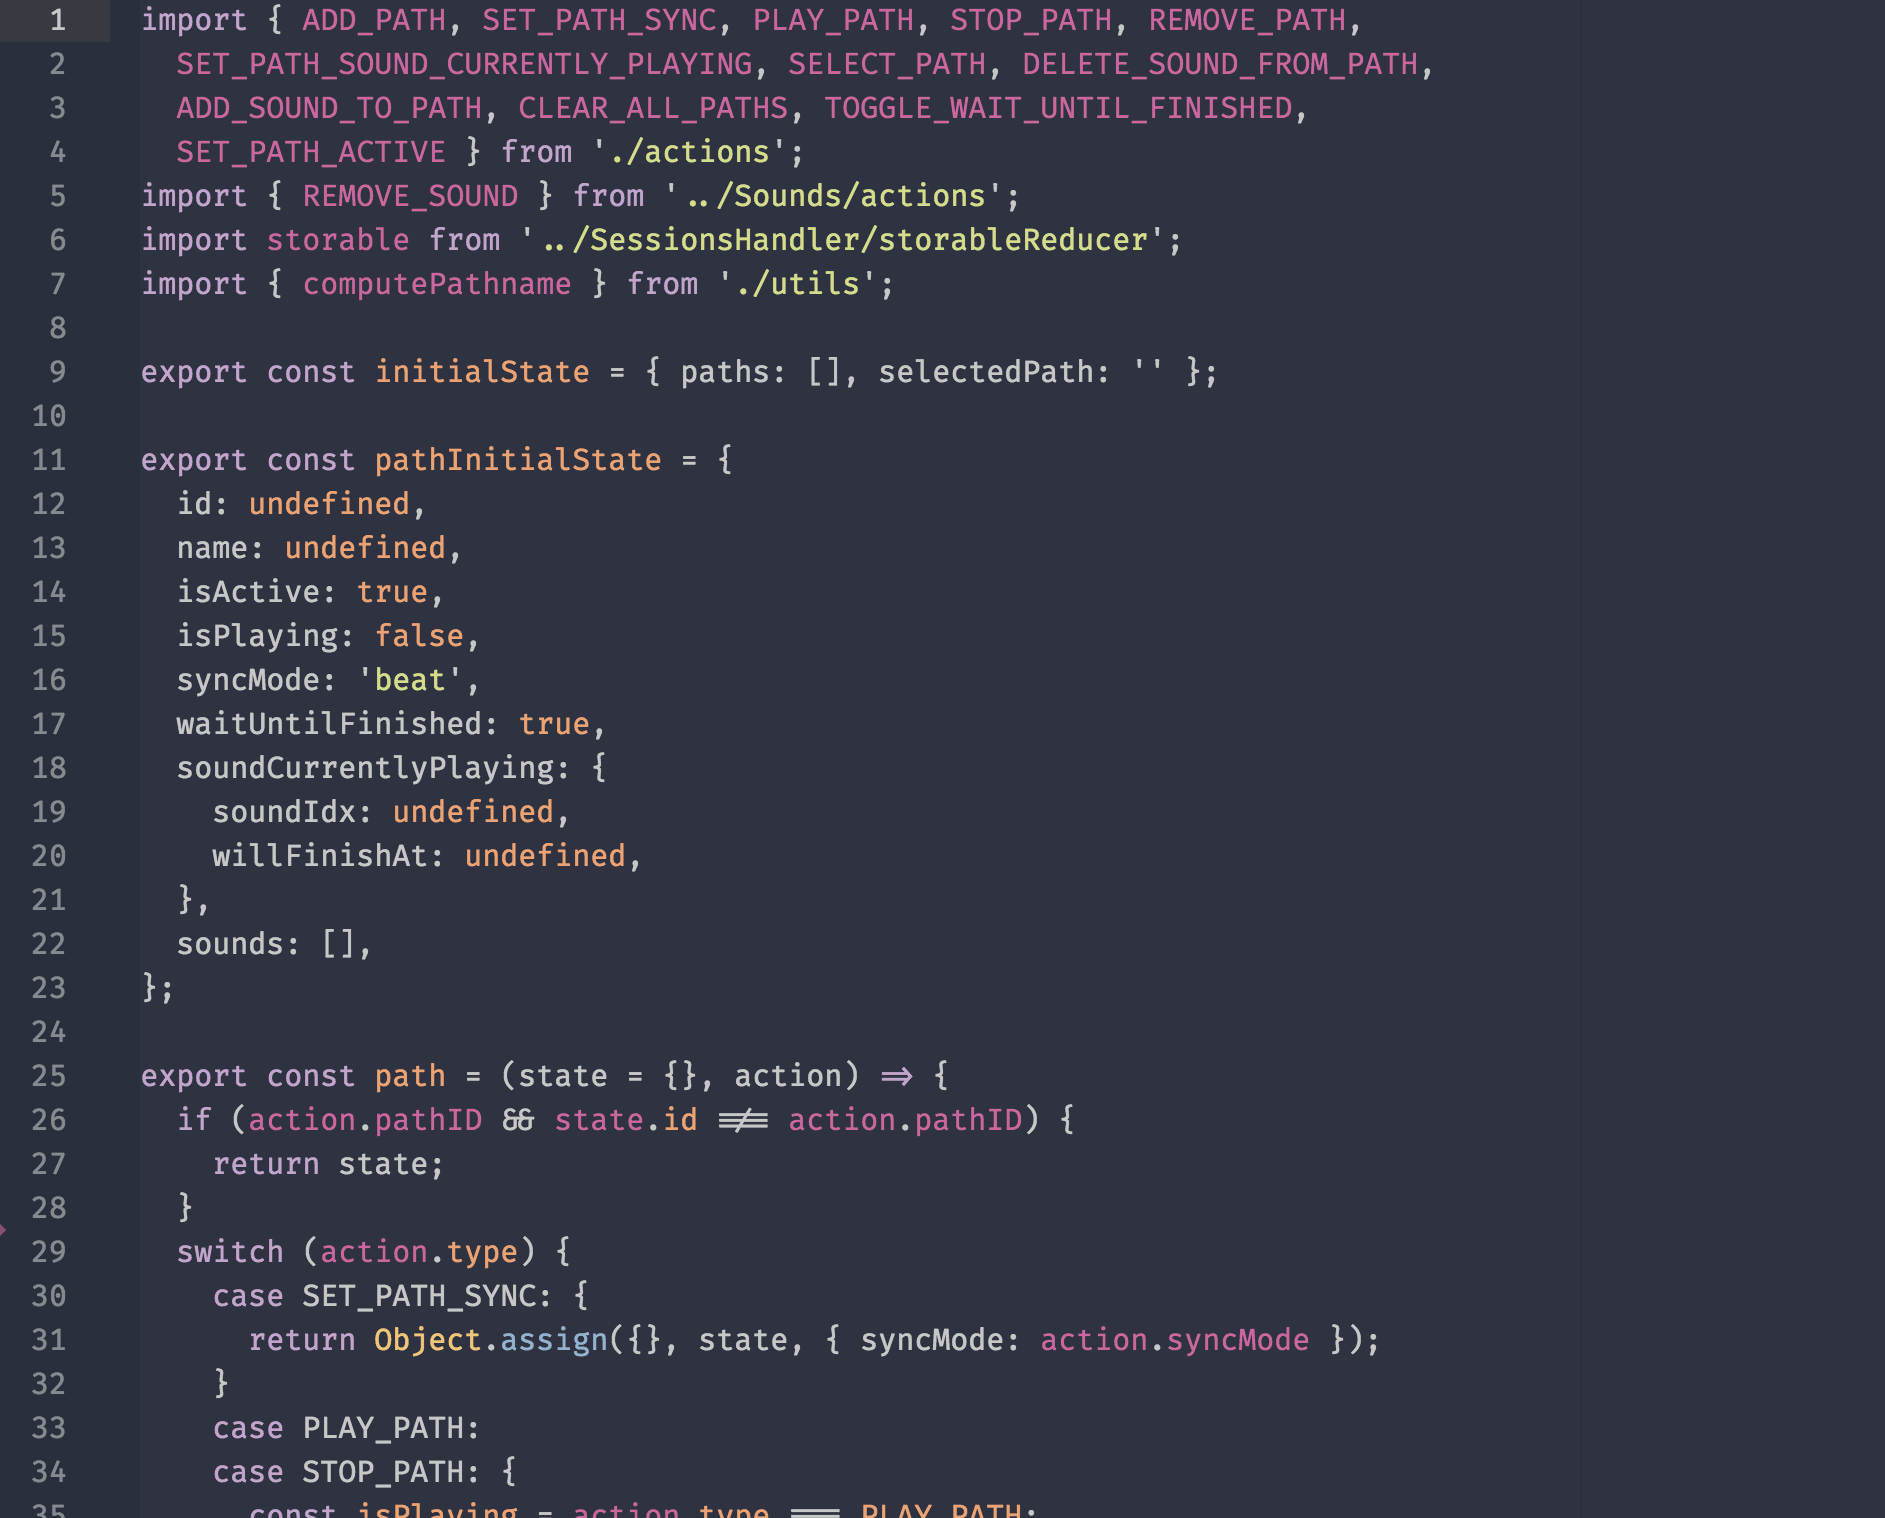 1 import { ADD_PATH, SET_PATH_SYNC, PLAY_PATH, STOP_PATH, REMOVE_PATH,
2 SET_PATH_SOUND_CURRENTLY_PLAYING, SELECT_PATH, DELETE_SOUND_FROM_PATH,
3 ADD_SOUND_TO_PATH, CLEAR_ALL_PATHS, TOGGLE_WAIT_UNTIL_FINISHED,
4 SET_PATH_ACTIVE } from './actions';
5 import { REMOVE_SOUND } from '../Sounds/actions';
6 import storable from '../SessionsHandler/storableReducer';
7 import { computePathname } from './utils';
8
9 export const initialState = { paths: [], selectedPath: '' };
10
11 export const pathInitialState = {
12 id: undefined,
13 name: undefined,
14 isActive: true,
15 isPlaying: false,
16 syncMode: 'beat',
17 waitUntilFinished: true,
18 soundCurrentlyPlaying: {
19 soundIdx: undefined,
20 willFinishAt: undefined,
21 },
22 sounds: [],
23 };
24
25 export const path = (state = {}, action) => {
26 if (action.pathID && state.id !== action.pathID) {
27 return state;
28 }
29 switch (action.type) {
30 case SET_PATH_SYNC: {
31 return Object.assign({}, state, { syncMode: action.syncMode });
32 }
33 case PLAY_PATH:
34 case STOP_PATH: {
35 const isPlaying = action.type === PLAY_PATH;